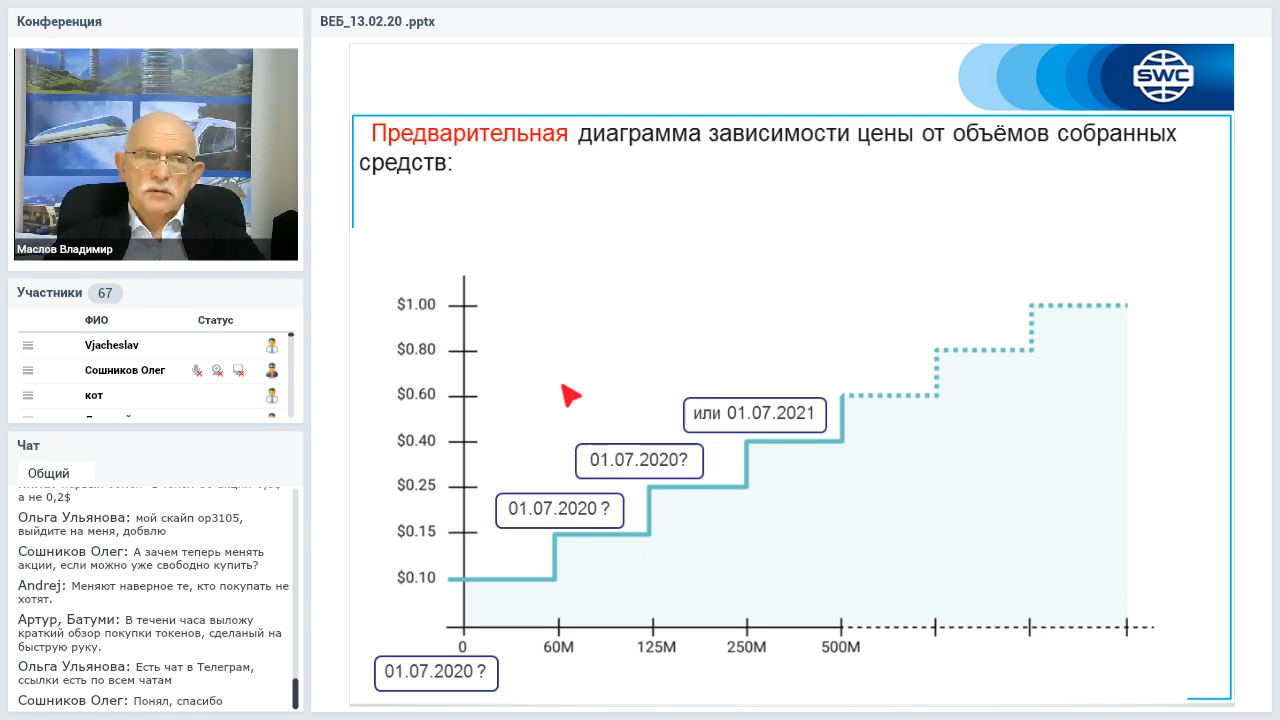 Конференция
Маслов Владимир
Участники 67
ФИО Статус
Vjacheslav
Сошников Олег
кот
Чат
Общий
а не 0,2$
Ольга Ульянова: мой скайп op3105,
выйдите на меня, добвлю
Сошников Олег: А зачем теперь менять
акции, если можно уже свободно купить?
Andrej: Меняют наверное те, кто покупать не
хотят.
Артур, Батуми: В течени часа выложу
краткий обзор покупки токенов, сделаный на
быструю руку.
Ольга Ульянова: Есть чат в Телеграм,
ссылки есть по всем чатам
Сошников Олег: Понял, спасибо
ВЕБ_13.02.20 .pptx
SWC
Предварительная диаграмма зависимости цены от объёмов собранных
средств:
$1.00
$0.80
$0.60
$0.40
$0.25
$0.15
$0.10
или 01.07.2021
01.07.2020?
01.07.2020 ?
0 60M 125M 250M 500M
01.07.2020 ?